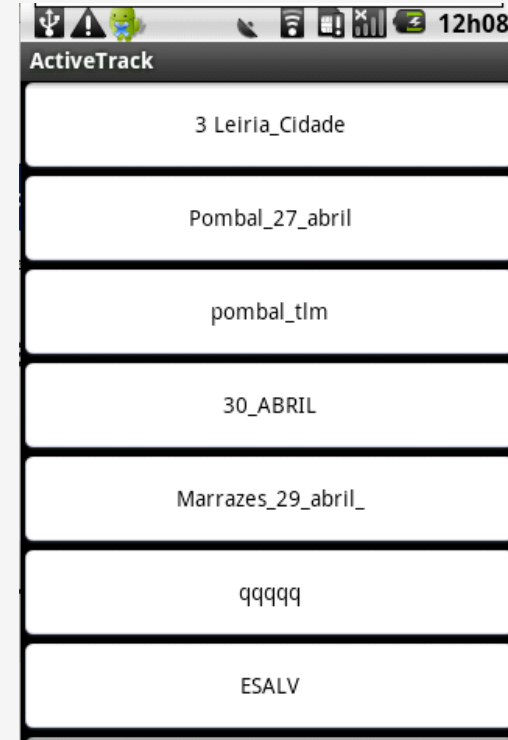 12h08
ActiveTrack
3 Leiria_Cidade
Pombal_27_abril
pombal_tlm
30_ABRIL
Marrazes_29_abril_
qqqqq
ESALV